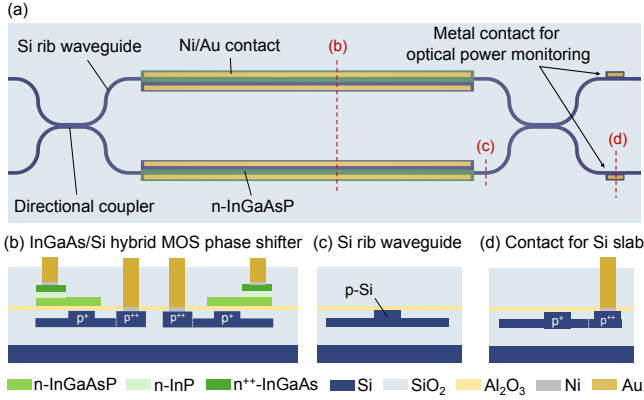 (a)
Si rib waveguide
Ni/Au contact
(b)
Metal contact for
optical power monitoring
(c)
(d)
Directional coupler
n-InGaAsP
(b) InGaAs/Si hybrid MOS phase shifter
(c) Si rib waveguide
(d) Contact for Si slab
p⁺ p⁺⁺ p⁺⁺ p⁺
p-Si
p⁺ p⁺⁺
n-InGaAsP n-InP n⁺⁺-InGaAs Si SiO₂ Al₂O₃ Ni Au